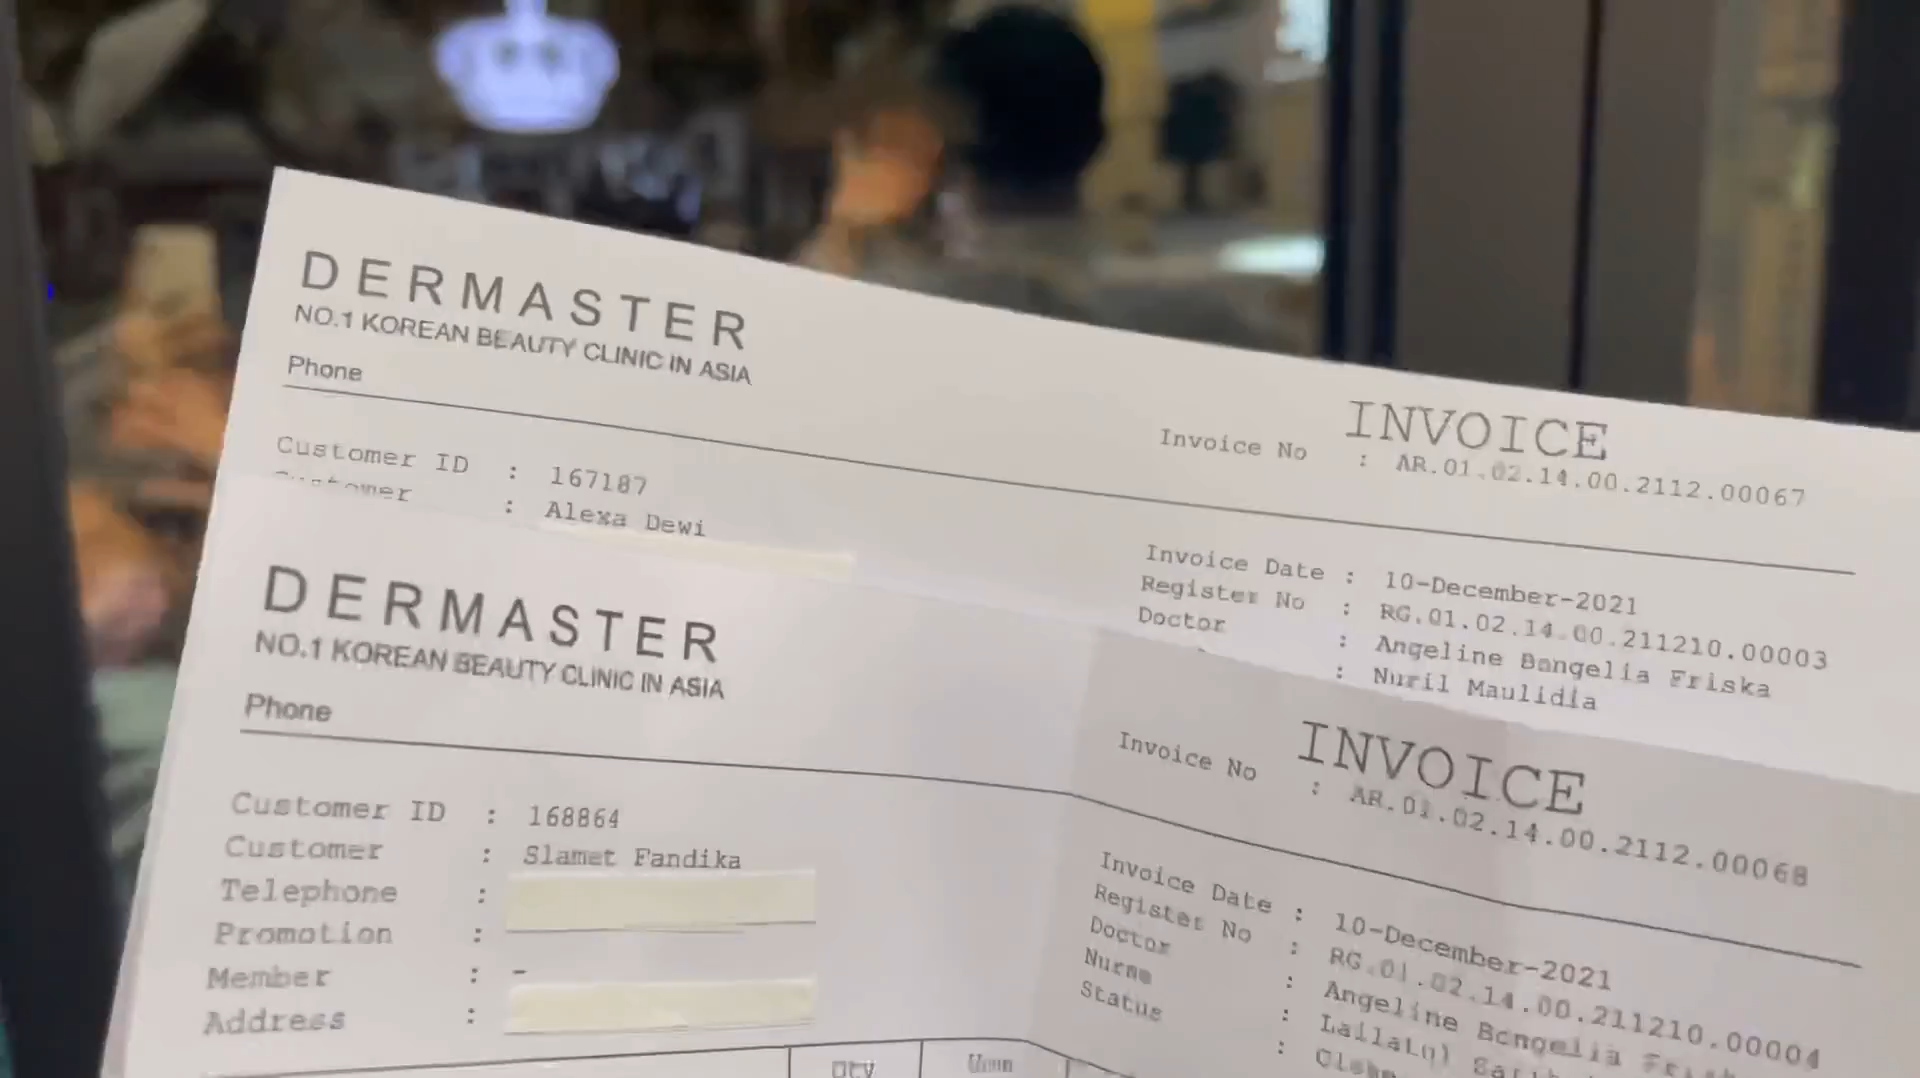 DERMASTER
NO.1 KOREAN BEAUTY CLINIC IN ASIA
Phone
INVOICE
Invoice No : AR.01.02.14.00.2112.00067
Customer ID : 167187
Customer : Alexa Dewi
Invoice Date : 10-December-2021
Register No : RG.01.02.14.00.211210.00003
Doctor : Angeline Bangelia Friska
: Nuril Maulidia
DERMASTER
NO.1 KOREAN BEAUTY CLINIC IN ASIA
Phone
INVOICE
Invoice No : AR.01.02.14.00.2112.00068
Customer ID : 168864
Customer : Slamet Fandika
Telephone :
Promotion :
Member : -
Address :
Invoice Date : 10-December-2021
Register No : RG.01.02.14.00.211210.00004
Doctor : Angeline Bangelia
Nurse :
Status :
Qty